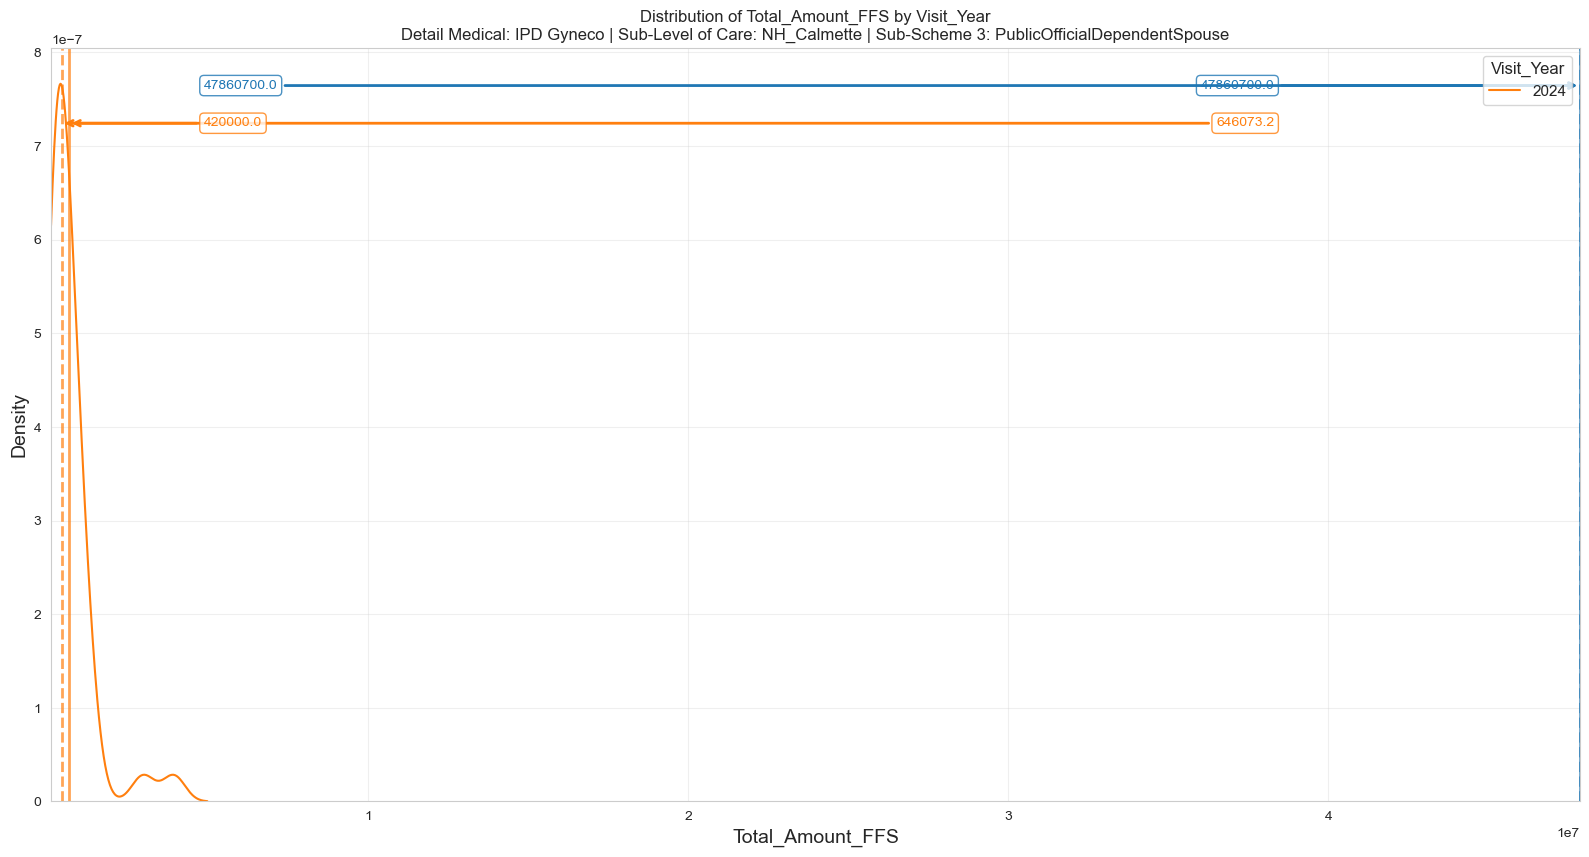 Distribution of Total_Amount_FFS by Visit_Year
Detail Medical: IPD Gyneco | Sub-Level of Care: NH_Calmette | Sub-Scheme 3: PublicOfficialDependentSpouse
1e−7
8
7
6
5
4
3
2
1
0
Density
47860700.0
47860700.0
420000.0
646073.2
Visit_Year
2024
1
2
3
4
1e7
Total_Amount_FFS